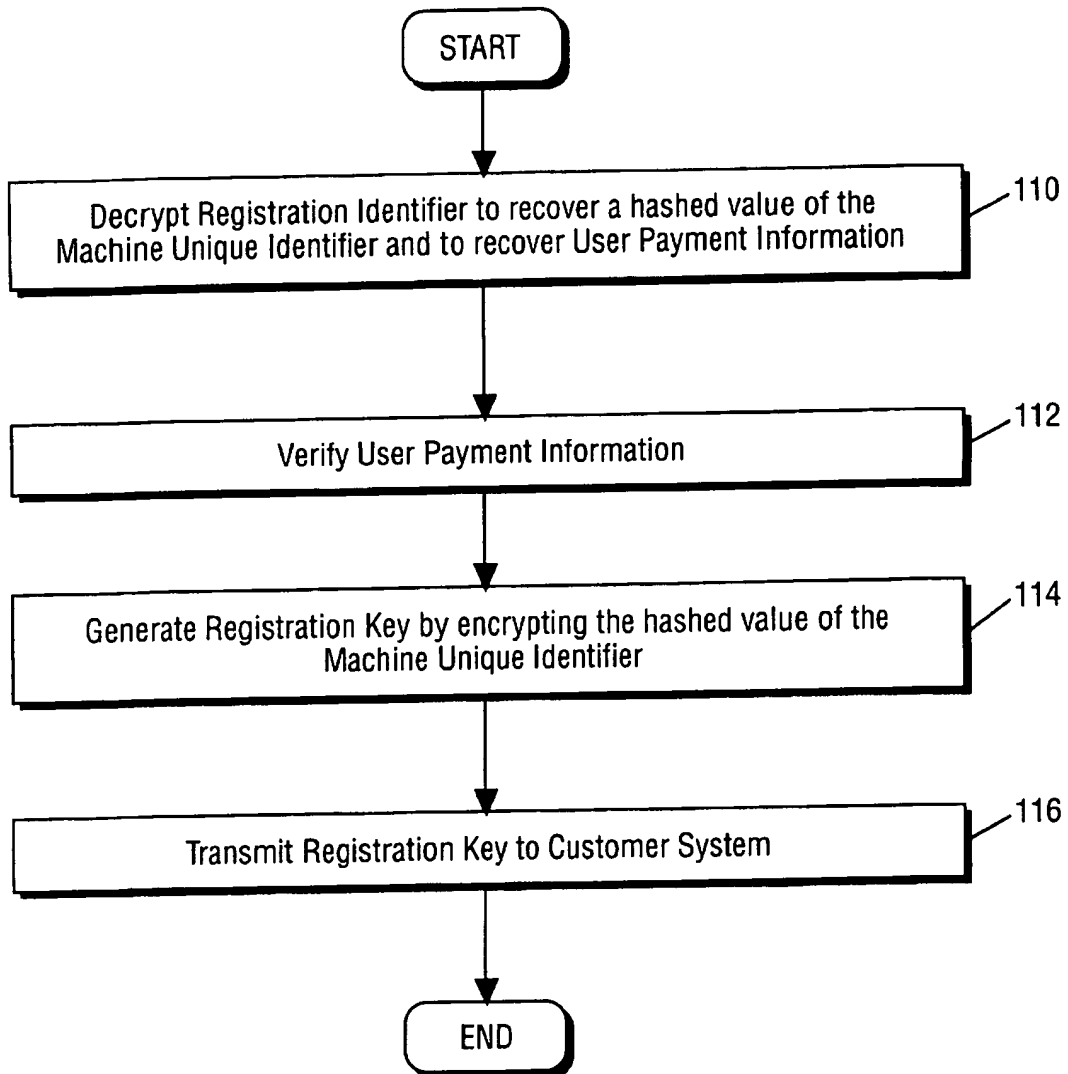 START
110
Decrypt Registration Identifier to recover a hashed value of the
Machine Unique Identifier and to recover User Payment Information
112
Verify User Payment Information
114
Generate Registration Key by encrypting the hashed value of the
Machine Unique Identifier
116
Transmit Registration Key to Customer System
END